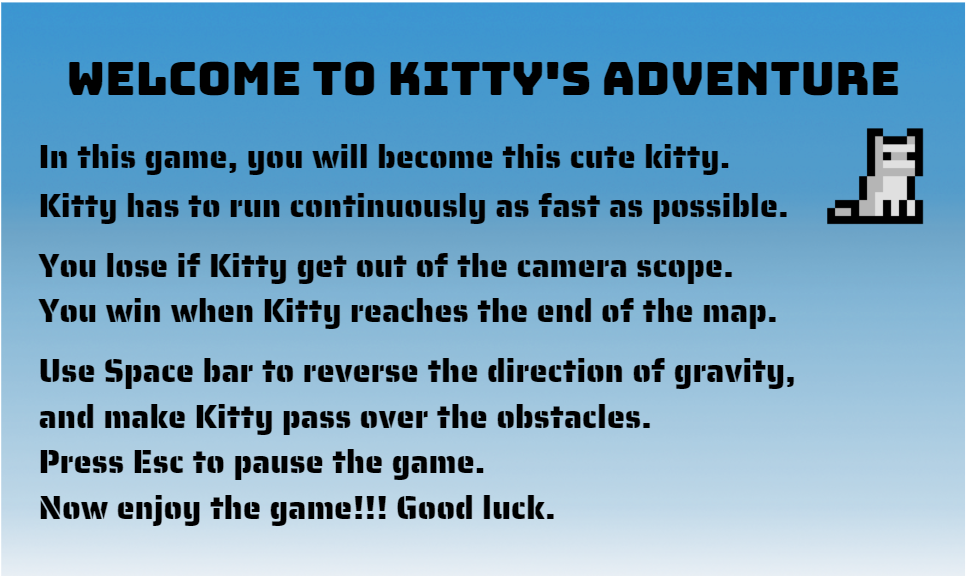 WELCOME TO KITTY'S ADVENTURE
In this game, you will become this cute kitty.
Kitty has to run continuously as fast as possible.
You lose if Kitty get out of the camera scope.
You win when Kitty reaches the end of the map.
Use Space bar to reverse the direction of gravity,
and make Kitty pass over the obstacles.
Press Esc to pause the game.
Now enjoy the game!!! Good luck.